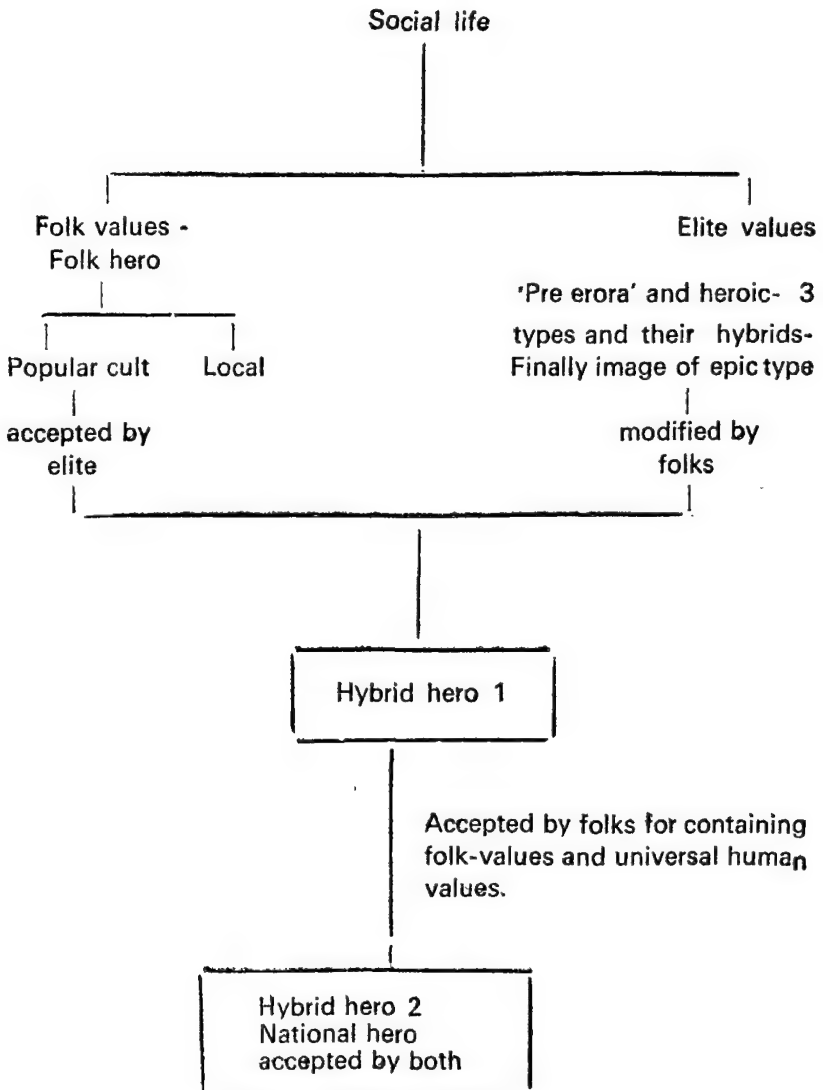 Social life
Folk values -
Folk hero
Elite values
'Pre erora' and heroic- 3
types and their hybrids-
Finally image of epic type
Popular cult
Local
accepted by
elite
modified by
folks
Hybrid hero 1
Accepted by folks for containing
folk-values and universal human
values.
Hybrid hero 2
National hero
accepted by both